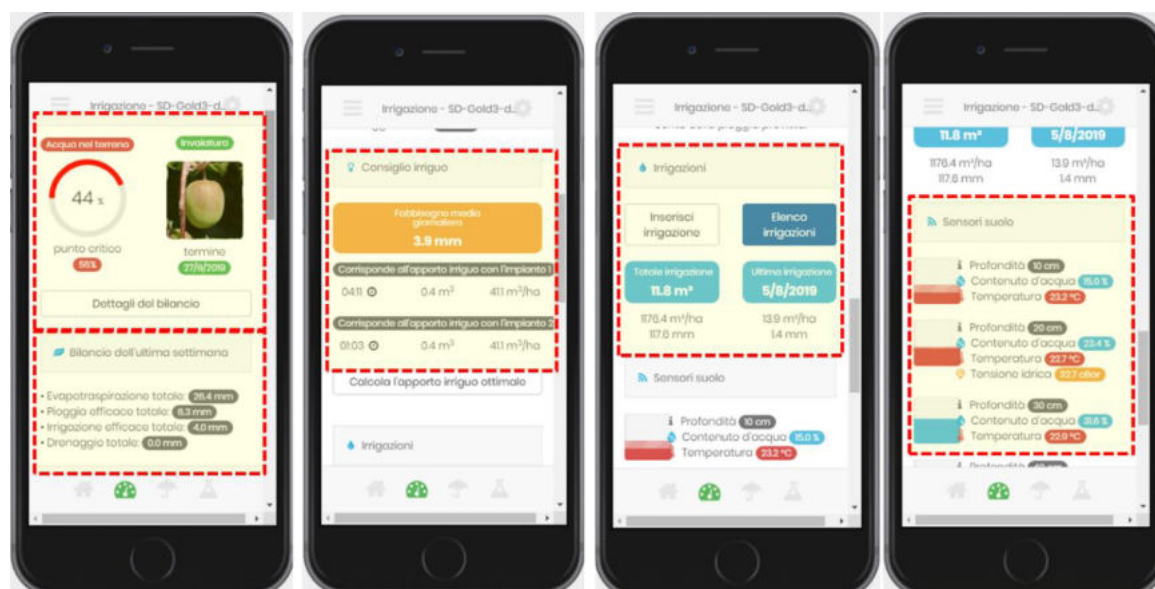 Irrigazione - SD-Gold3-d...
Acqua nel terreno
Invaiatura
44 %
punto critico
55%
termine
27/9/2019
Dettagli del bilancio
Bilancio dell'ultima settimana
• Evapotraspirazione totale: 26.4 mm
• Pioggia efficace totale: 6.3 mm
• Irrigazione efficace totale: 4.0 mm
• Drenaggio totale: 0.0 mm
Irrigazione - SD-Gold3-d...
Consiglio irriguo
Fabbisogno medio
giornaliero
3.9 mm
Corrisponde all'apporto irriguo con l'impianto 1
04:11 0.4 m³ 41.1 m³/ha
Corrisponde all'apporto irriguo con l'impianto 2
01:03 0.4 m³ 41.1 m³/ha
Calcola l'apporto irriguo ottimale
Irrigazioni
Irrigazione - SD-Gold3-d...
Irrigazioni
Inserisci
irrigazione
Elenco
irrigazioni
Totale irrigazione
11.8 m³
Ultima irrigazione
5/8/2019
1176.4 m³/ha
117.6 mm
13.9 m³/ha
1.4 mm
Sensori suolo
Profondità 10 cm
Contenuto d'acqua 15.0 %
Temperatura 23.2 °C
Irrigazione - SD-Gold3-d...
11.8 m³
5/8/2019
1176.4 m³/ha
117.6 mm
13.9 m³/ha
1.4 mm
Sensori suolo
Profondità 10 cm
Contenuto d'acqua 15.0 %
Temperatura 23.2 °C
Profondità 20 cm
Contenuto d'acqua 23.4 %
Temperatura 22.7 °C
Tensione idrica 32.7 cBar
Profondità 30 cm
Contenuto d'acqua 31.6 %
Temperatura 22.9 °C